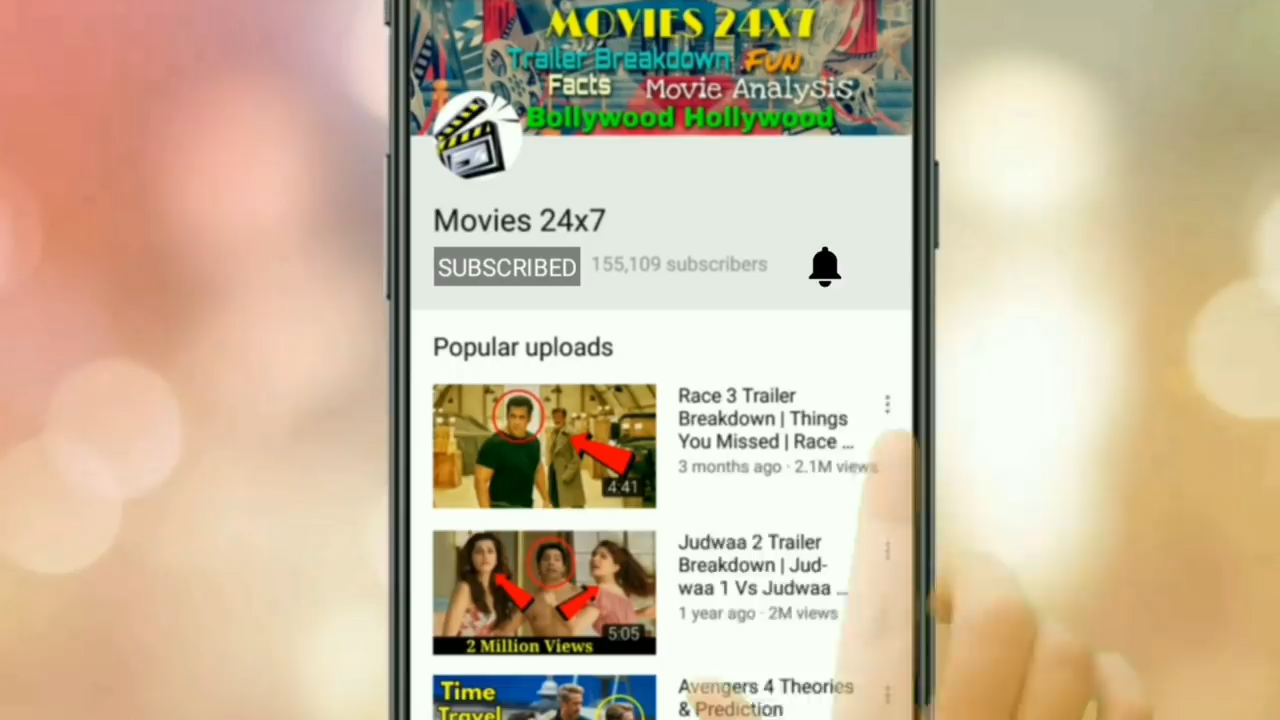 MOVIES 24X7
Trailer Breakdown FUN
Facts Movie Analysis
Bollywood Hollywood
Movies 24x7
SUBSCRIBED 155,109 subscribers
Popular uploads
Race 3 Trailer
Breakdown | Things
You Missed | Race ...
3 months ago · 2.1M views
4:41
Judwaa 2 Trailer
Breakdown | Jud-
waa 1 Vs Judwaa ...
1 year ago · 2M views
5:05
2 Million Views
Time
Travel
Avengers 4 Theories
& Prediction